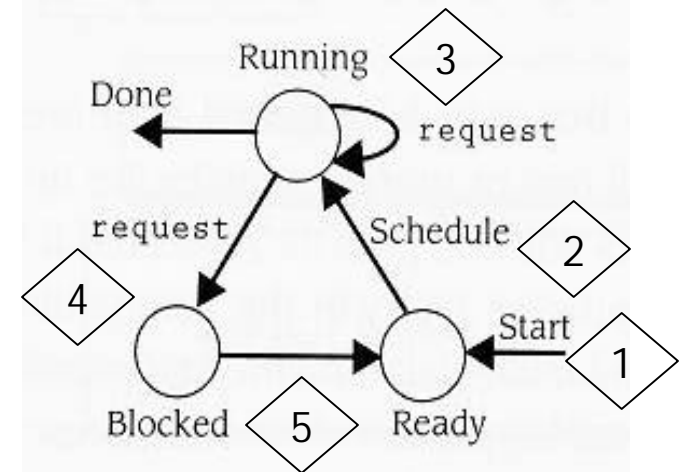 Running
3
Done
request
request
Schedule
2
4
Start
1
Blocked
5
Ready